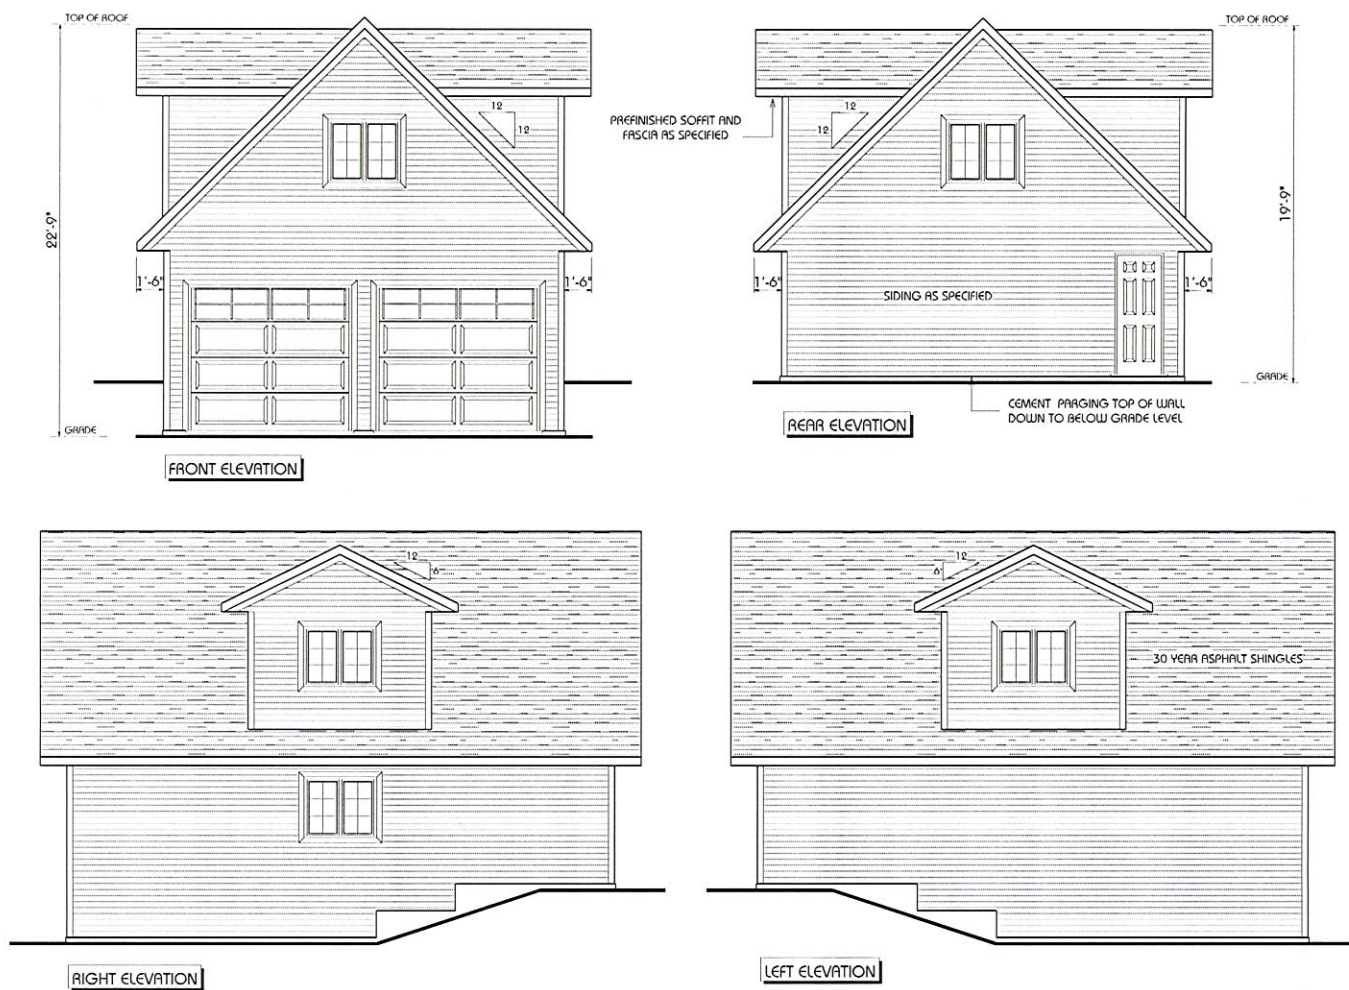 TOP OF ROOF
12
12
22'-9"
1'-6"
1'-6"
GRADE
FRONT ELEVATION
TOP OF ROOF
PREFINISHED SOFFIT AND
FASCIA AS SPECIFIED
12
12
19'-9"
1'-6"
1'-6"
SIDING AS SPECIFIED
GRADE
CEMENT PARGING TOP OF WALL
DOWN TO BELOW GRADE LEVEL
REAR ELEVATION
12
6
RIGHT ELEVATION
12
6
30 YEAR ASPHALT SHINGLES
LEFT ELEVATION